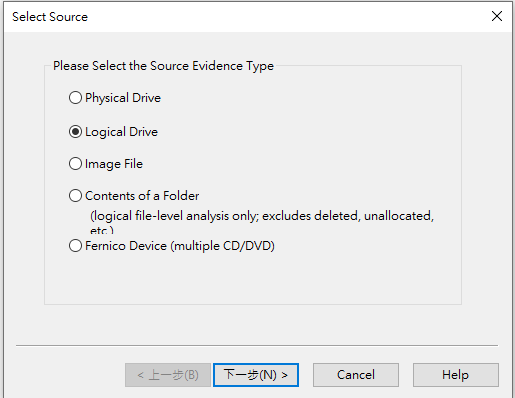 Select Source
Please Select the Source Evidence Type
Physical Drive
Logical Drive
Image File
Contents of a Folder
(logical file-level analysis only; excludes deleted, unallocated,
etc.)
Fernico Device (multiple CD/DVD)
< 上一步(B)
下一步(N) >
Cancel
Help